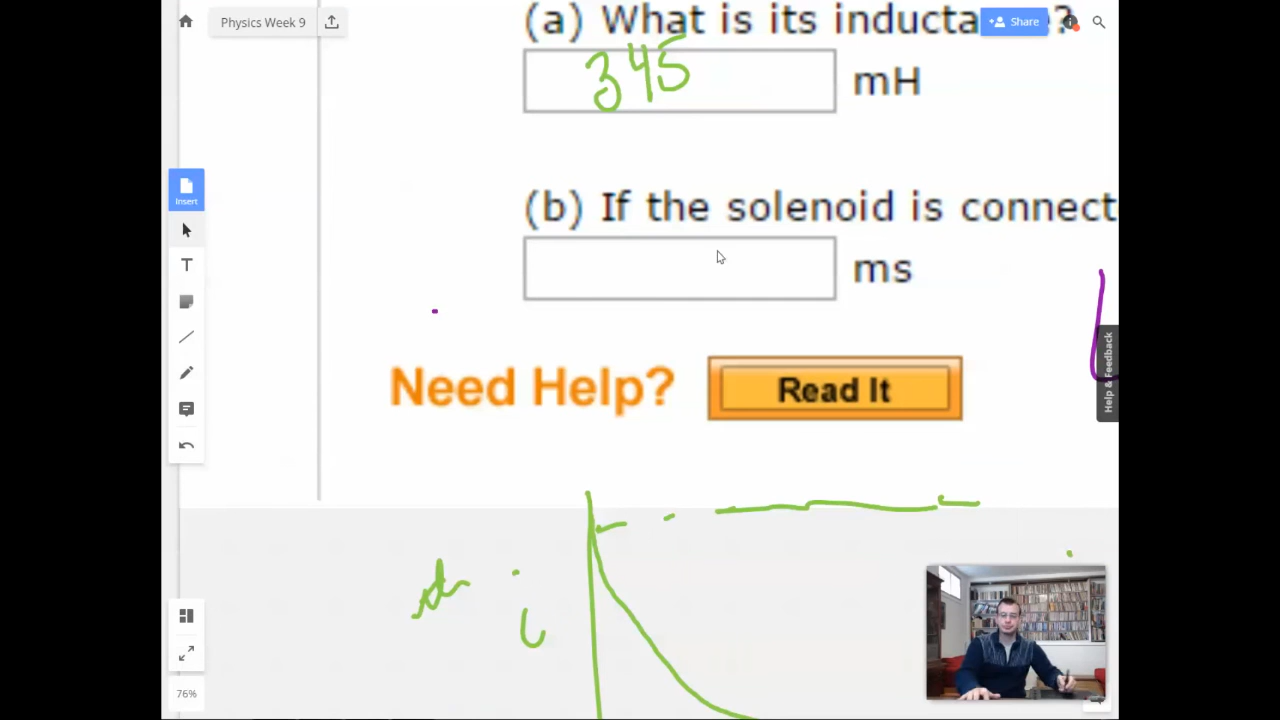 Physics Week 9
(a) What is its inducta e?
Share
345
mH
Insert
(b) If the solenoid is connect
ms
T
Help & Feedback
Need Help?
Read It
i
76%